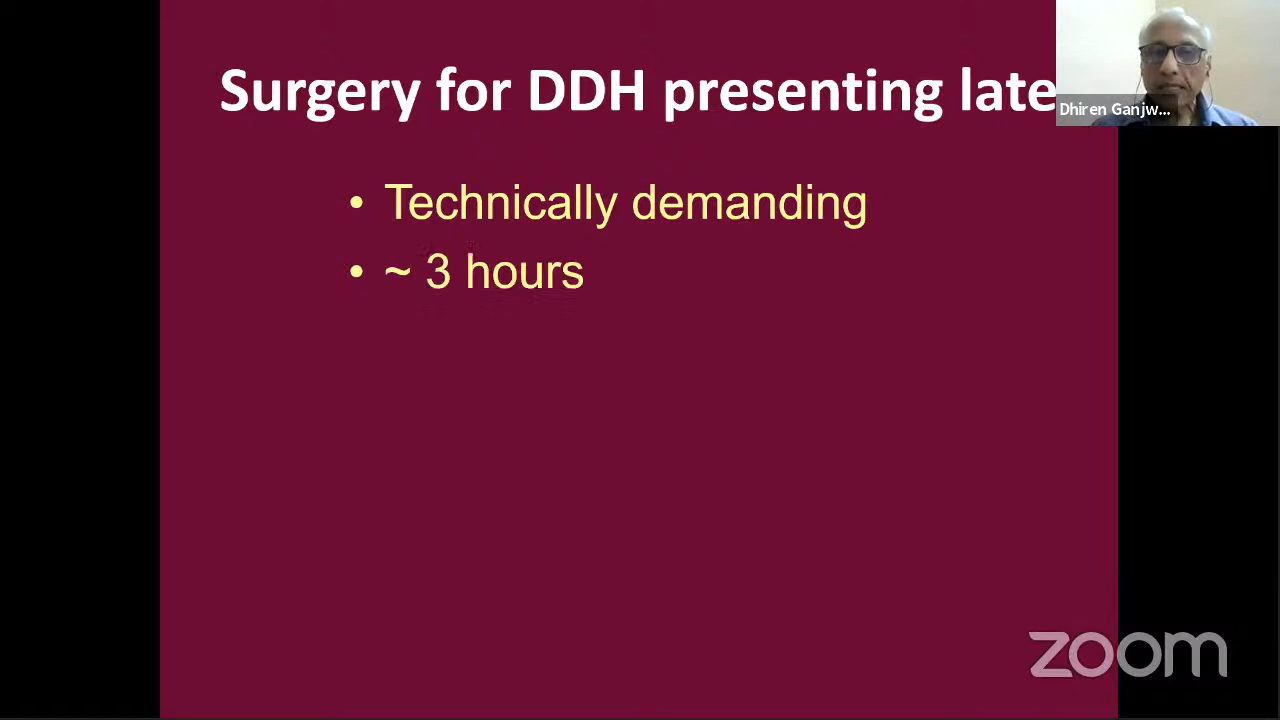 Surgery for DDH presenting late
Dhiren Ganjw...
• Technically demanding
• ~ 3 hours
zoom